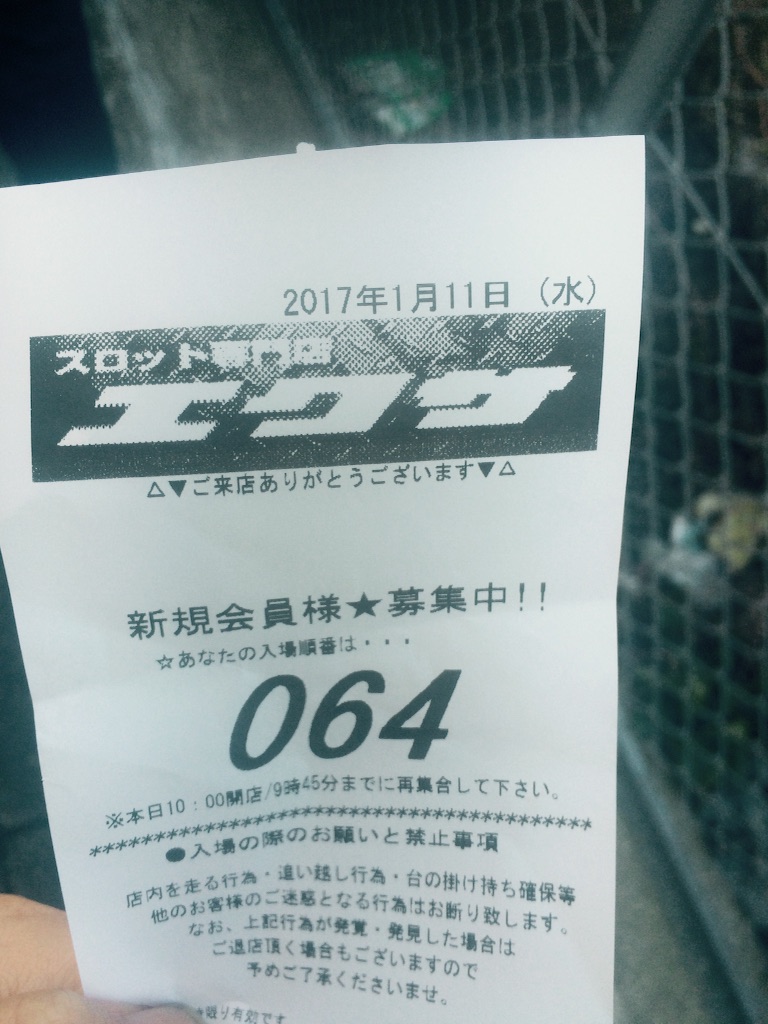 2017年1月11日 (水)
スロット専門店
エクサ
△▼ご来店ありがとうございます▼△
新規会員様★募集中!!
☆あなたの入場順番は・・・
064
※本日10:00開店/9時45分までに再集合して下さい。
****************************************
●入場の際のお願いと禁止事項
店内を走る行為・追い越し行為・台の掛け持ち確保等
他のお客様のご迷惑となる行為はお断り致します。
なお、上記行為が発覚・発見した場合は
ご退店頂く場合もございますので
予めご了承くださいませ。
限り有効です